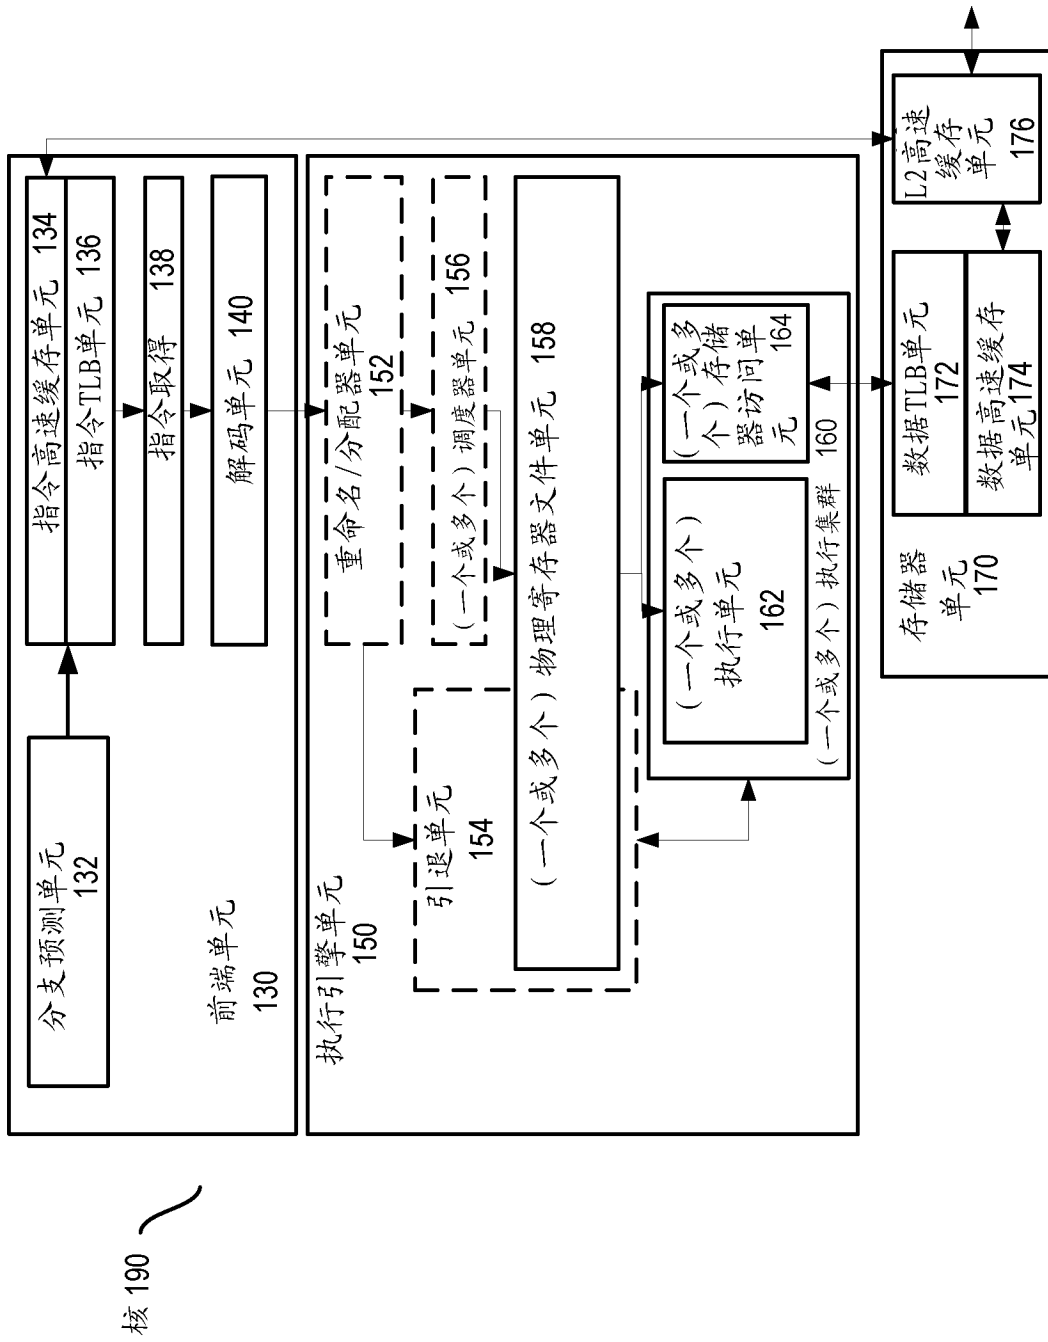 分支预测单元
132
指令高速缓存单元 134
指令TLB单元 136
指令取得 138
解码单元 140
前端单元
130
执行引擎单元
150
重命名/分配器单元
152
引退单元
154
(一个或多个) 调度器单元 156
(一个或多个) 物理寄存器文件单元 158
(一个或多个)
执行单元
162
(一个或多
个) 存储
器访问单
元 164
(一个或多个) 执行集群 160
存储器
单元
170
数据TLB单元
172
数据高速缓存
单元174
L2高速
缓存
单元
176
核 190